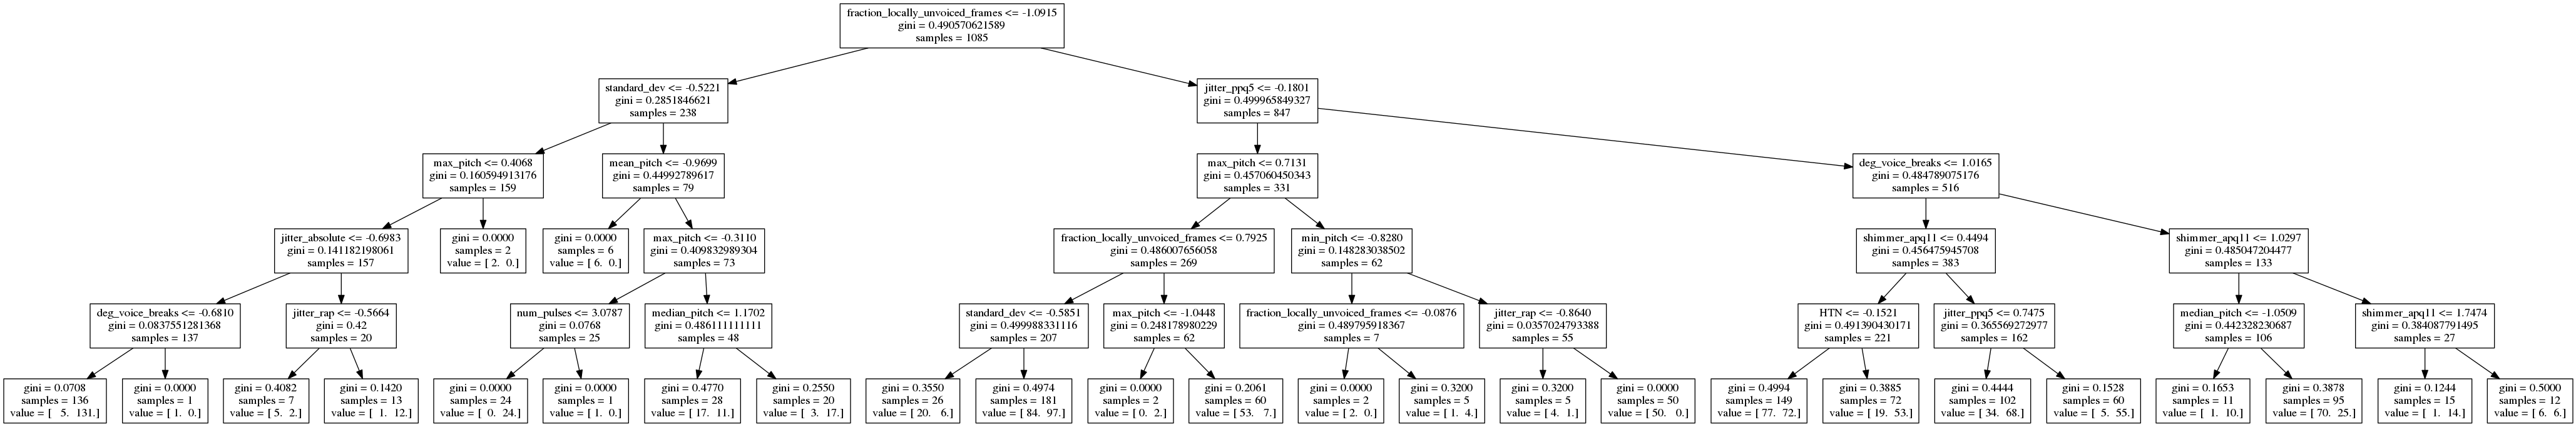 fraction_locally_unvoiced_frames <= -1.0915
gini = 0.490570621589
samples = 1085
standard_dev <= -0.5221
gini = 0.2851846621
samples = 238
jitter_ppq5 <= -0.1801
gini = 0.499965849327
samples = 847
max_pitch <= 0.4068
gini = 0.160594913176
samples = 159
mean_pitch <= -0.9699
gini = 0.44992789617
samples = 79
max_pitch <= 0.7131
gini = 0.457060450343
samples = 331
deg_voice_breaks <= 1.0165
gini = 0.484789075176
samples = 516
jitter_absolute <= -0.6983
gini = 0.141182198061
samples = 157
gini = 0.0000
samples = 2
value = [ 2. 0.]
gini = 0.0000
samples = 6
value = [ 6. 0.]
max_pitch <= -0.3110
gini = 0.409832989304
samples = 73
fraction_locally_unvoiced_frames <= 0.7925
gini = 0.486007656058
samples = 269
min_pitch <= -0.8280
gini = 0.148283038502
samples = 62
shimmer_apq11 <= 0.4494
gini = 0.456475945708
samples = 383
shimmer_apq11 <= 1.0297
gini = 0.485047204477
samples = 133
deg_voice_breaks <= -0.6810
gini = 0.0837551281368
samples = 137
jitter_rap <= -0.5664
gini = 0.42
samples = 20
num_pulses <= 3.0787
gini = 0.0768
samples = 25
median_pitch <= 1.1702
gini = 0.486111111111
samples = 48
standard_dev <= -0.5851
gini = 0.499988331116
samples = 207
max_pitch <= -1.0448
gini = 0.248178980229
samples = 62
fraction_locally_unvoiced_frames <= -0.0876
gini = 0.489795918367
samples = 7
jitter_rap <= -0.8640
gini = 0.0357024793388
samples = 55
HTN <= -0.1521
gini = 0.491390430171
samples = 221
jitter_ppq5 <= 0.7475
gini = 0.365569272977
samples = 162
median_pitch <= -1.0509
gini = 0.442328230687
samples = 106
shimmer_apq11 <= 1.7474
gini = 0.384087791495
samples = 27
gini = 0.0708
samples = 136
value = [ 5. 131.]
gini = 0.0000
samples = 1
value = [ 1. 0.]
gini = 0.4082
samples = 7
value = [ 5. 2.]
gini = 0.1420
samples = 13
value = [ 1. 12.]
gini = 0.0000
samples = 24
value = [ 0. 24.]
gini = 0.0000
samples = 1
value = [ 1. 0.]
gini = 0.4770
samples = 28
value = [ 17. 11.]
gini = 0.2550
samples = 20
value = [ 3. 17.]
gini = 0.3550
samples = 26
value = [ 20. 6.]
gini = 0.4974
samples = 181
value = [ 84. 97.]
gini = 0.0000
samples = 2
value = [ 0. 2.]
gini = 0.2061
samples = 60
value = [ 53. 7.]
gini = 0.0000
samples = 2
value = [ 2. 0.]
gini = 0.3200
samples = 5
value = [ 1. 4.]
gini = 0.3200
samples = 5
value = [ 4. 1.]
gini = 0.0000
samples = 50
value = [ 50. 0.]
gini = 0.4994
samples = 149
value = [ 77. 72.]
gini = 0.3885
samples = 72
value = [ 19. 53.]
gini = 0.4444
samples = 102
value = [ 34. 68.]
gini = 0.1528
samples = 60
value = [ 5. 55.]
gini = 0.1653
samples = 11
value = [ 1. 10.]
gini = 0.3878
samples = 95
value = [ 70. 25.]
gini = 0.1244
samples = 15
value = [ 1. 14.]
gini = 0.5000
samples = 12
value = [ 6. 6.]